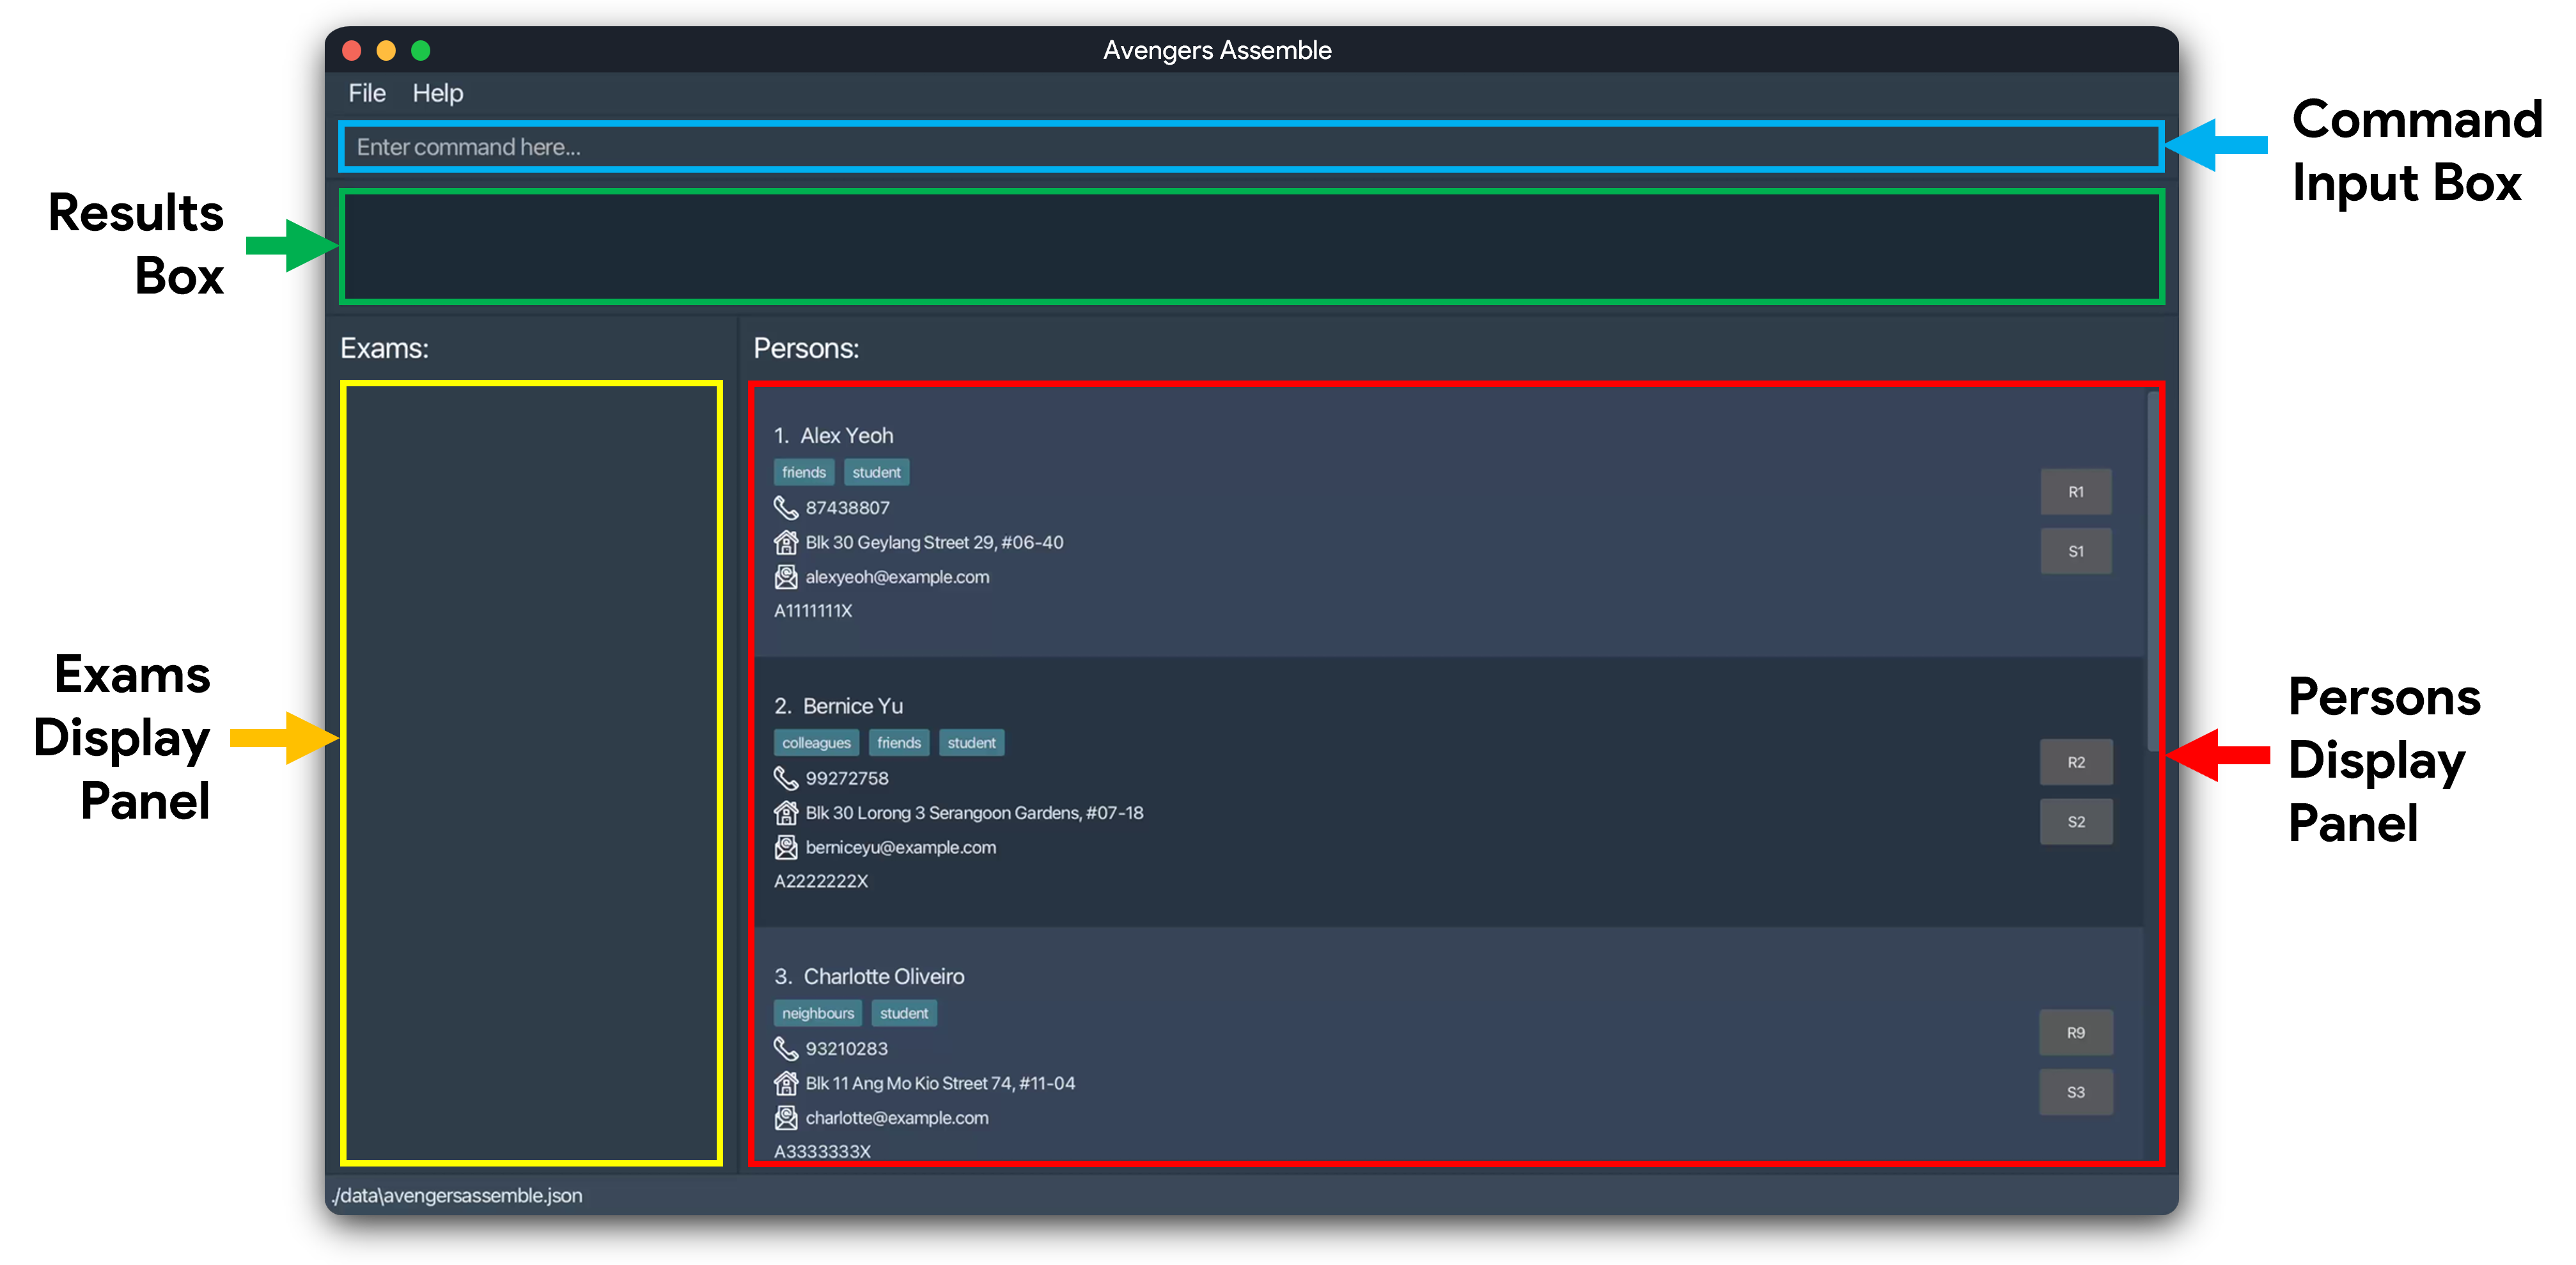 Avengers Assemble
File Help
Enter command here...
Command
Input Box
Results
Box
Exams:
Persons:
Exams
Display
Panel
1. Alex Yeoh
friends student
87438807
Blk 30 Geylang Street 29, #06-40
alexyeoh@example.com
A1111111X
R1
S1
2. Bernice Yu
colleagues friends student
99272758
Blk 30 Lorong 3 Serangoon Gardens, #07-18
berniceyu@example.com
A2222222X
R2
S2
3. Charlotte Oliveiro
neighbours student
93210283
Blk 11 Ang Mo Kio Street 74, #11-04
charlotte@example.com
A3333333X
R9
S3
Persons
Display
Panel
./data\avengersassemble.json